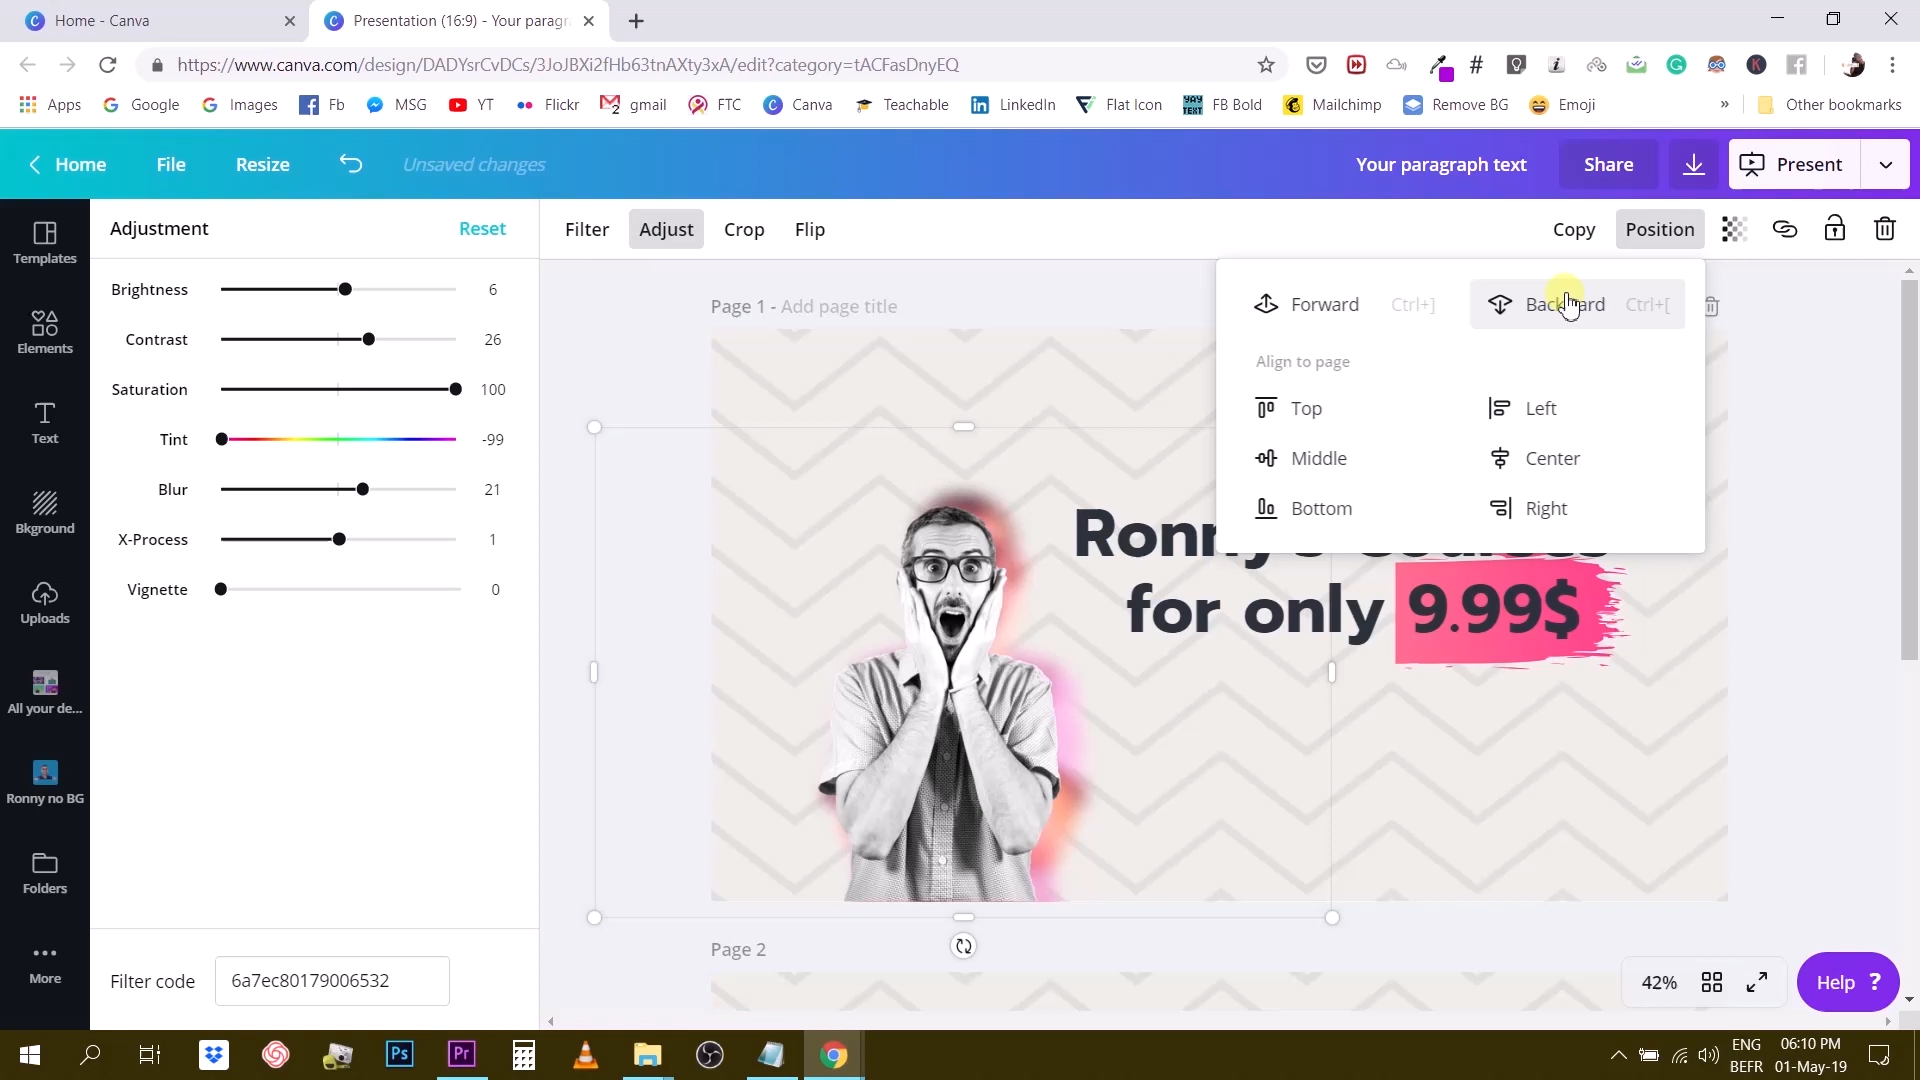 Home - Canva
Presentation (16:9) - Your paragra
https://www.canva.com/design/DADYsrCvDCs/3JoJBXi2fHb63tnAXty3xA/edit?category=tACFasDnyEQ
Apps Google Images Fb MSG YT Flickr gmail FTC Canva Teachable LinkedIn Flat Icon FB Bold Mailchimp Remove BG Emoji » Other bookmarks
Home File Resize Unsaved changes Your paragraph text Share Present
Adjustment Reset
Filter Adjust Crop Flip Copy Position
Templates
Elements
Text
Bkground
Uploads
All your de...
Ronny no BG
Folders
More
Brightness 6
Contrast 26
Saturation 100
Tint -99
Blur 21
X-Process 1
Vignette 0
Filter code 6a7ec80179006532
Page 1 - Add page title
Forward Ctrl+] Backward Ctrl+[
Align to page
Top Left
Middle Center
Bottom Right
for only 9.99$
Page 2
42%
Help ?
Ps Pr
ENG 06:10 PM
BEFR 01-May-19